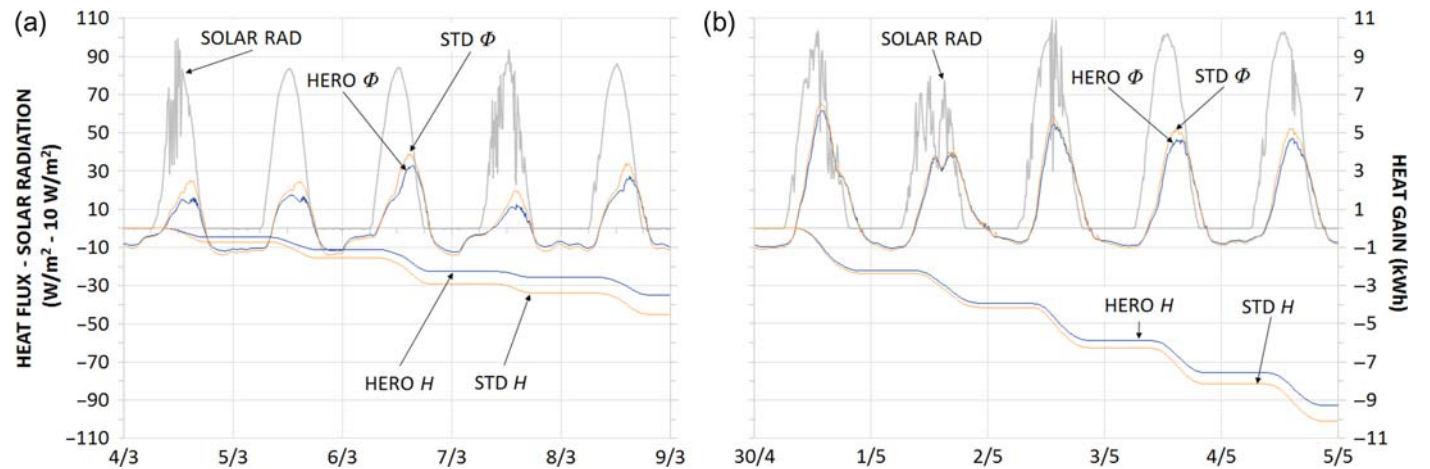 (a)
HEAT FLUX - SOLAR RADIATION
(W/m² - 10 W/m²)
110
90
70
50
30
10
−10
−30
−50
−70
−90
−110
SOLAR RAD
STD Φ
HERO Φ
HERO H
STD H
4/3 5/3 6/3 7/3 8/3 9/3
(b)
SOLAR RAD
HERO Φ
STD Φ
HERO H
STD H
30/4 1/5 2/5 3/5 4/5 5/5
11
9
7
5
3
1
−1
−3
−5
−7
−9
−11
HEAT GAIN (kWh)